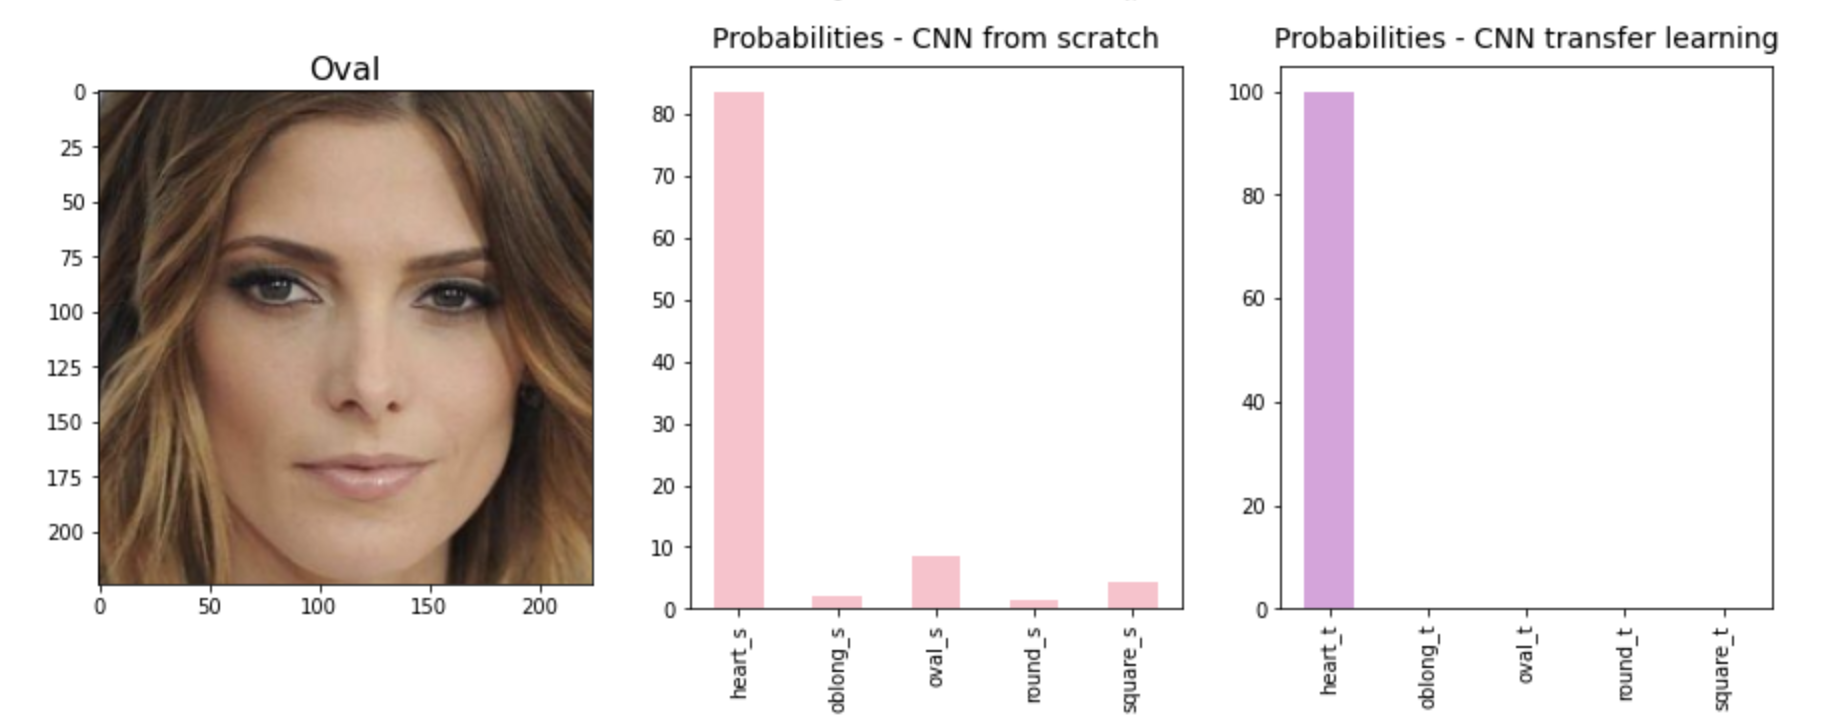 Oval
0
25
50
75
100
125
150
175
200
0 50 100 150 200
Probabilities - CNN from scratch
80
70
60
50
40
30
20
10
0
heart_s
oblong_s
oval_s
round_s
square_s
Probabilities - CNN transfer learning
100
80
60
40
20
0
heart_t
oblong_t
oval_t
round_t
square_t